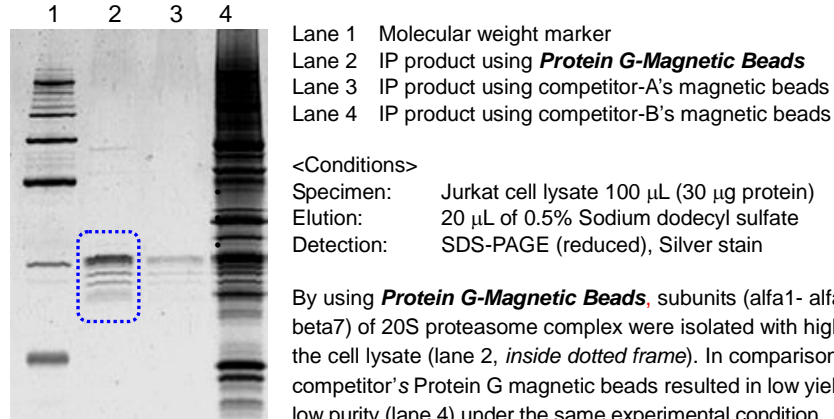 1 2 3 4
Lane 1 Molecular weight marker
Lane 2 IP product using Protein G-Magnetic Beads
Lane 3 IP product using competitor-A's magnetic beads
Lane 4 IP product using competitor-B's magnetic beads
<Conditions>
Specimen: Jurkat cell lysate 100 μL (30 μg protein)
Elution: 20 μL of 0.5% Sodium dodecyl sulfate
Detection: SDS-PAGE (reduced), Silver stain
By using Protein G-Magnetic Beads, subunits (alfa1- alfa
beta7) of 20S proteasome complex were isolated with high
the cell lysate (lane 2, inside dotted frame). In comparison
competitor's Protein G magnetic beads resulted in low yiel
low purity (lane 4) under the same experimental condition